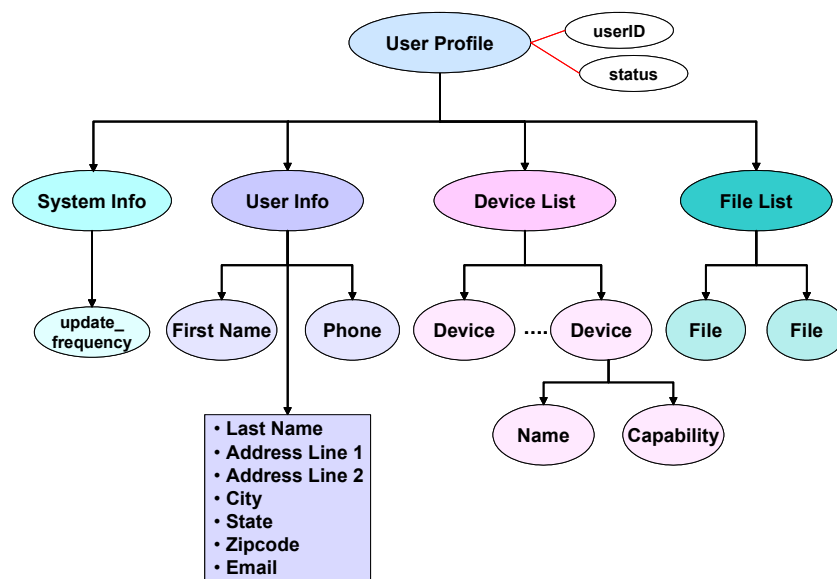 User Profile
userID
status
System Info
User Info
Device List
File List
update_
frequency
First Name
Phone
Device
....
Device
File
File
• Last Name
• Address Line 1
• Address Line 2
• City
• State
• Zipcode
• Email
Name
Capability